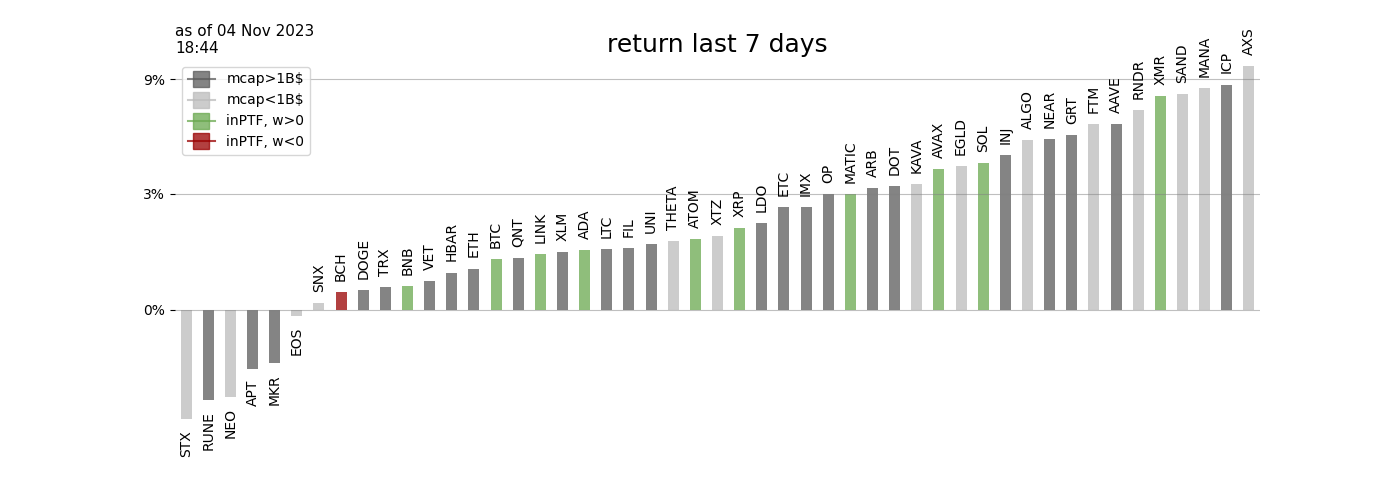 as of 04 Nov 2023
18:44
return last 7 days
mcap>1B$
mcap<1B$
inPTF, w>0
inPTF, w<0
9%
3%
0%
STX
RUNE
NEO
APT
MKR
EOS
SNX
BCH
DOGE
TRX
BNB
VET
HBAR
ETH
BTC
QNT
LINK
XLM
ADA
LTC
FIL
UNI
THETA
ATOM
XTZ
XRP
LDO
ETC
IMX
OP
MATIC
ARB
DOT
KAVA
AVAX
EGLD
SOL
INJ
ALGO
NEAR
GRT
FTM
AAVE
RNDR
XMR
SAND
MANA
ICP
AXS